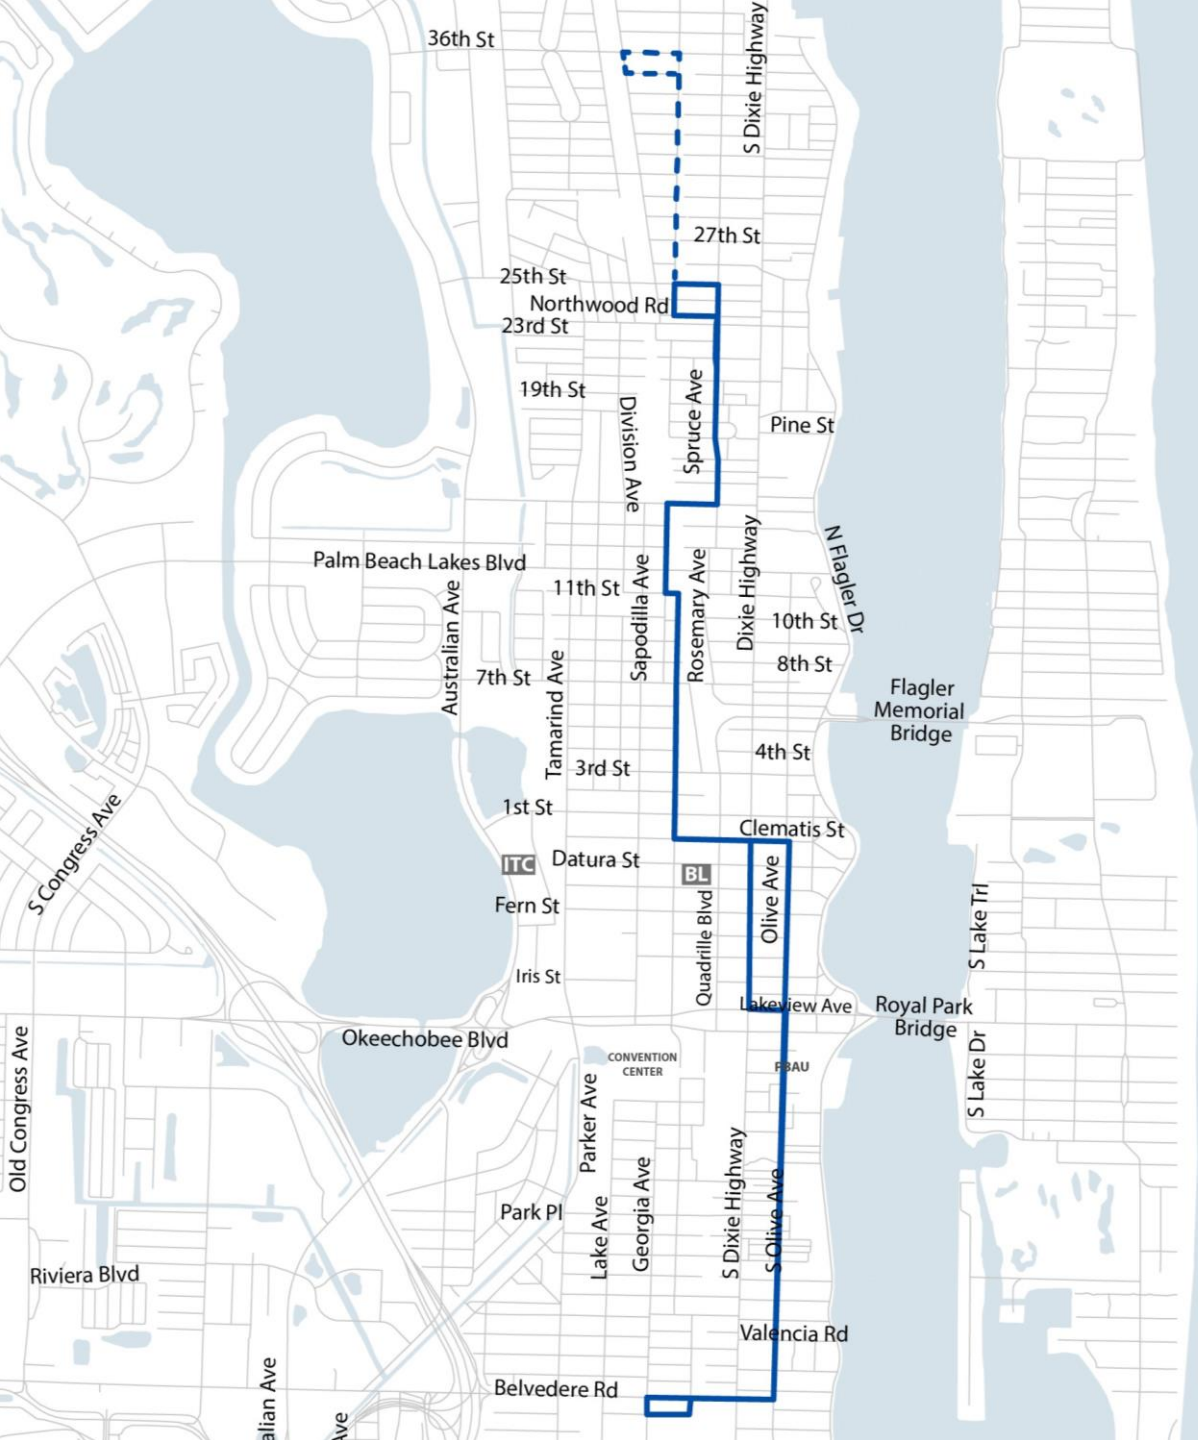 36th St
S Dixie Highway
27th St
25th St
Northwood Rd
23rd St
19th St
Spruce Ave
Division Ave
Pine St
N Flagler Dr
Palm Beach Lakes Blvd
11th St
Sapodilla Ave
Rosemary Ave
Dixie Highway
Australian Ave
10th St
8th St
7th St
Tamarind Ave
Flagler
Memorial
Bridge
4th St
3rd St
1st St
S Congress Ave
Clematis St
ITC
Datura St
BL
Olive Ave
Quadrille Blvd
Fern St
S Lake Trl
Iris St
Lakeview Ave
Royal Park
Bridge
Okeechobee Blvd
CONVENTION
CENTER
PBAU
Old Congress Ave
S Lake Dr
Parker Ave
Georgia Ave
Lake Ave
S Dixie Highway
S Olive Ave
Park Pl
Riviera Blvd
Valencia Rd
Belvedere Rd
alian Ave
Ave